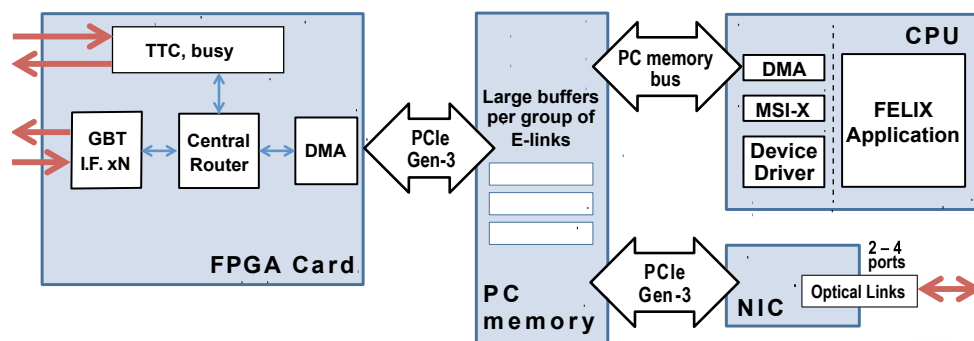 TTC, busy
GBT
I.F. xN
Central
Router
DMA
FPGA Card
PCIe
Gen-3
Large buffers
per group of
E-links
PC
memory
PC memory
bus
CPU
DMA
MSI-X
Device
Driver
FELIX
Application
PCIe
Gen-3
2 – 4
ports
Optical Links
NIC